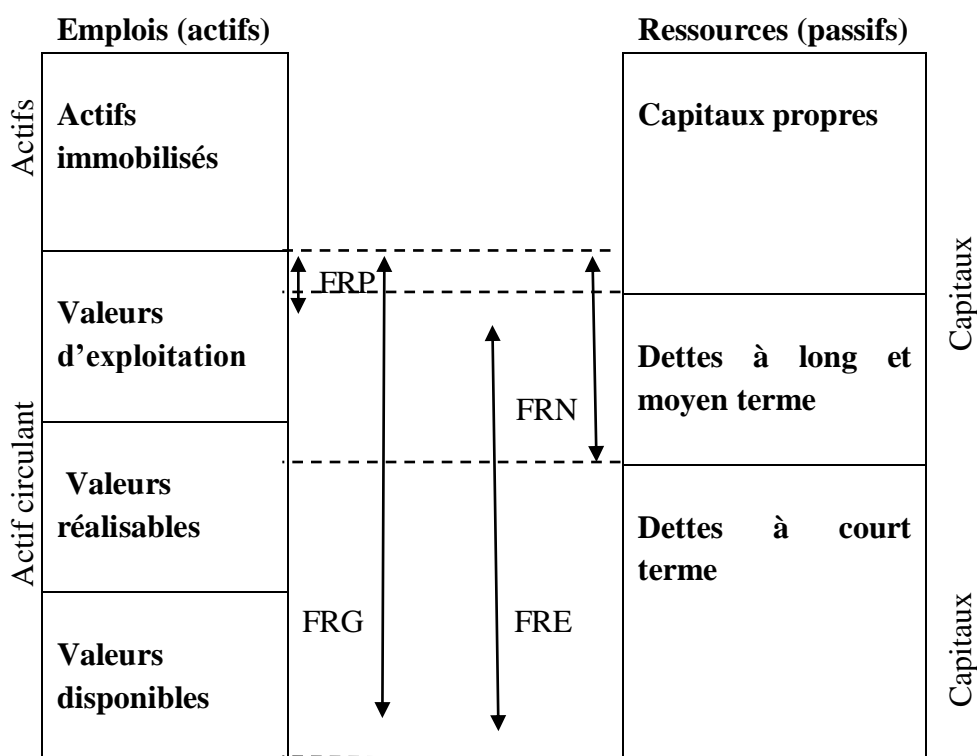 Emplois (actifs)
Ressources (passifs)
Actifs
Actifs
immobilisés
Capitaux propres
Capitaux
FRP
Valeurs
d’exploitation
Dettes à long et
moyen terme
FRN
Actif circulant
Valeurs
réalisables
Dettes à court
terme
FRG
FRE
Valeurs
disponibles
Capitaux